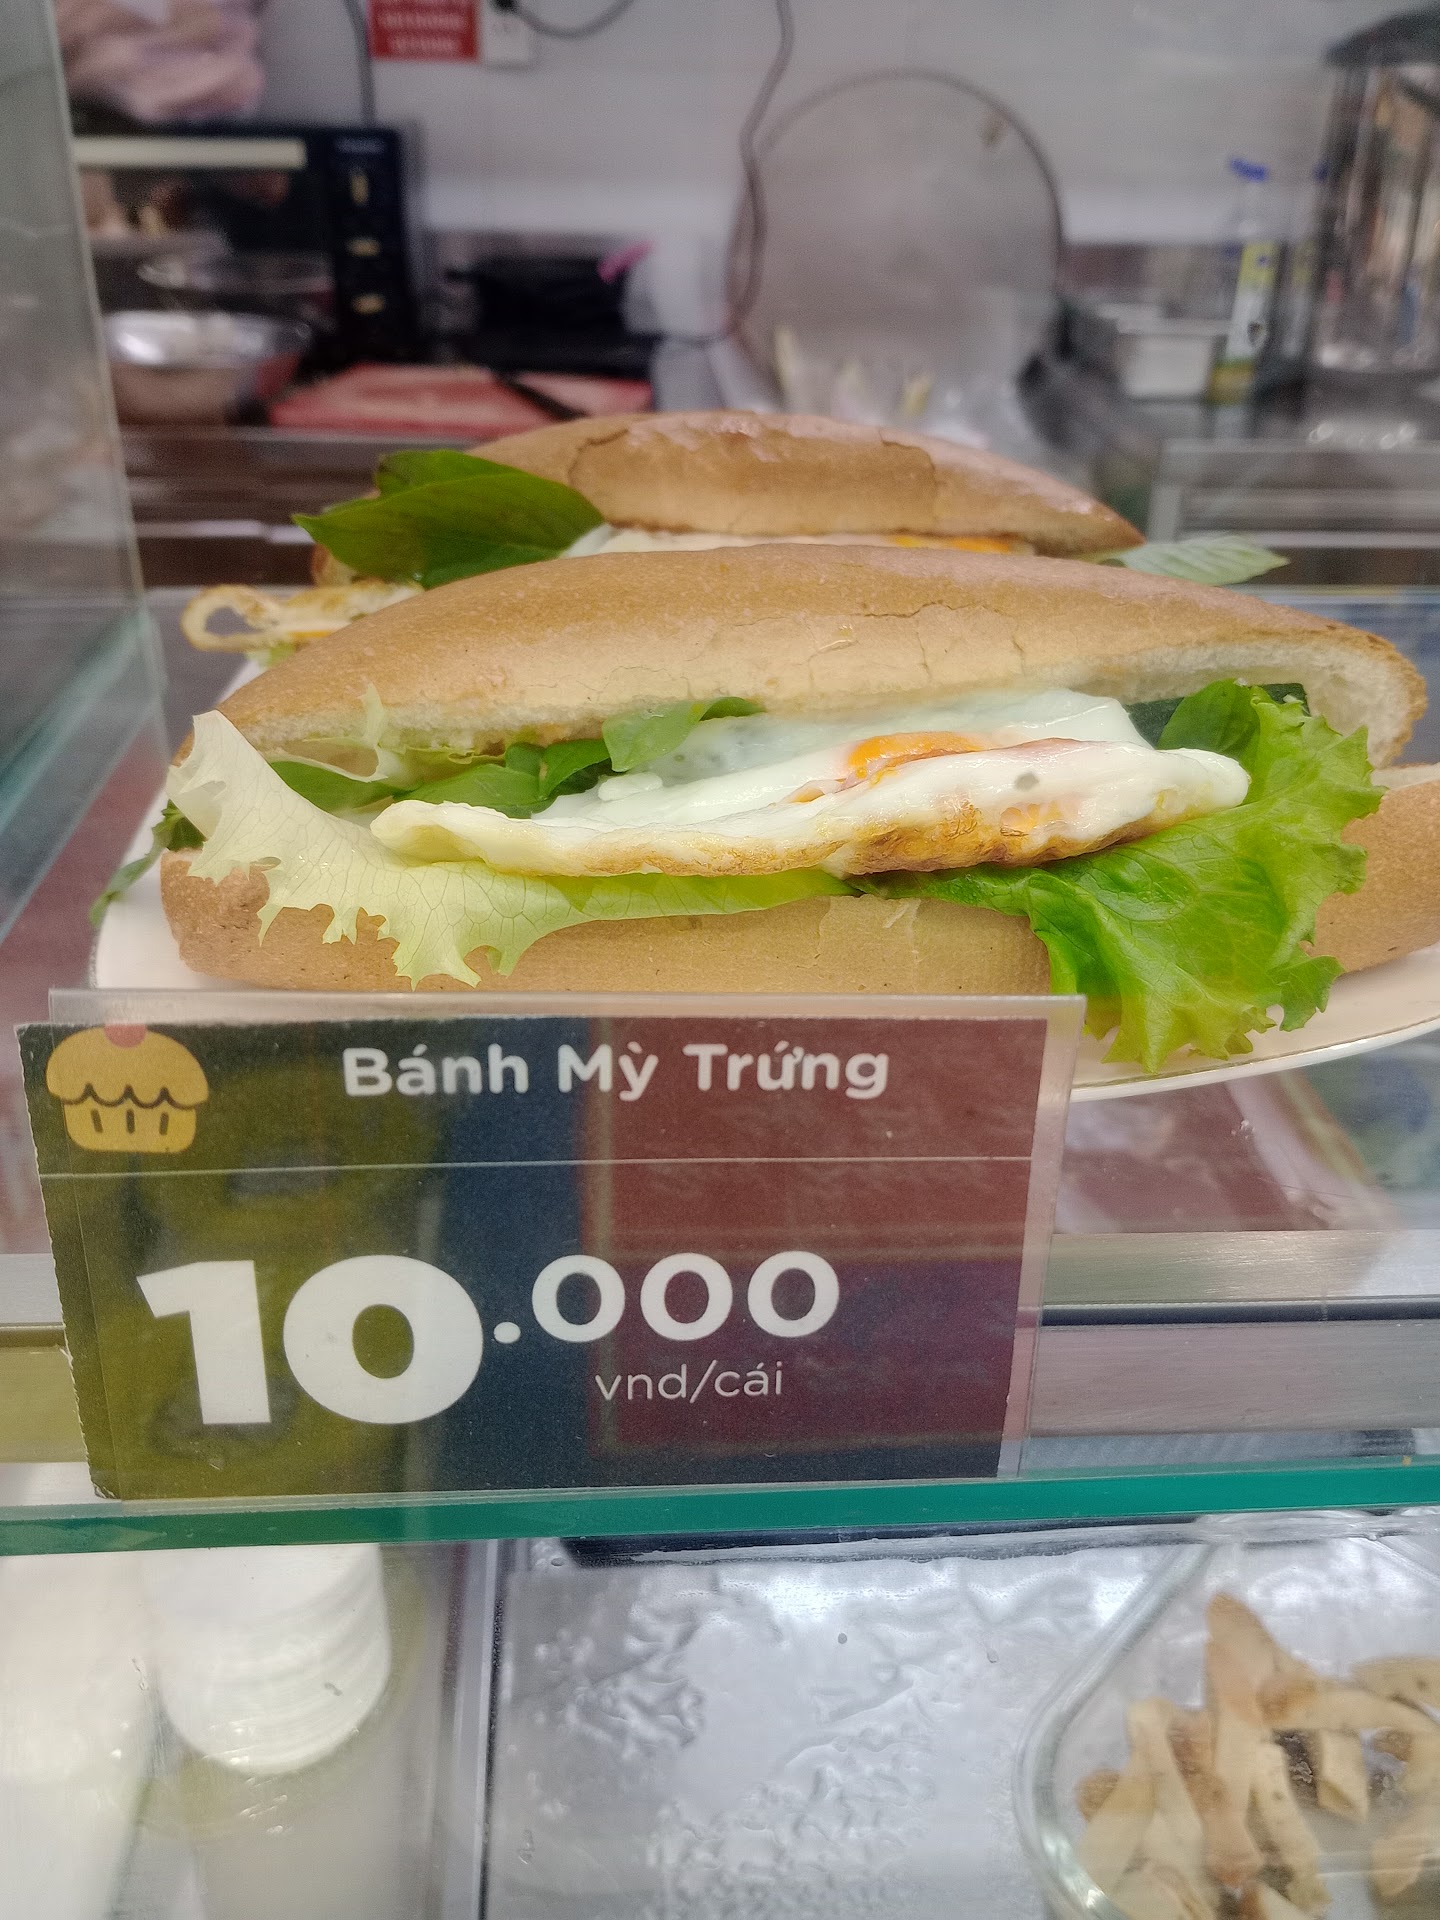 Bánh Mỳ Trứng
10.000
vnd/cái